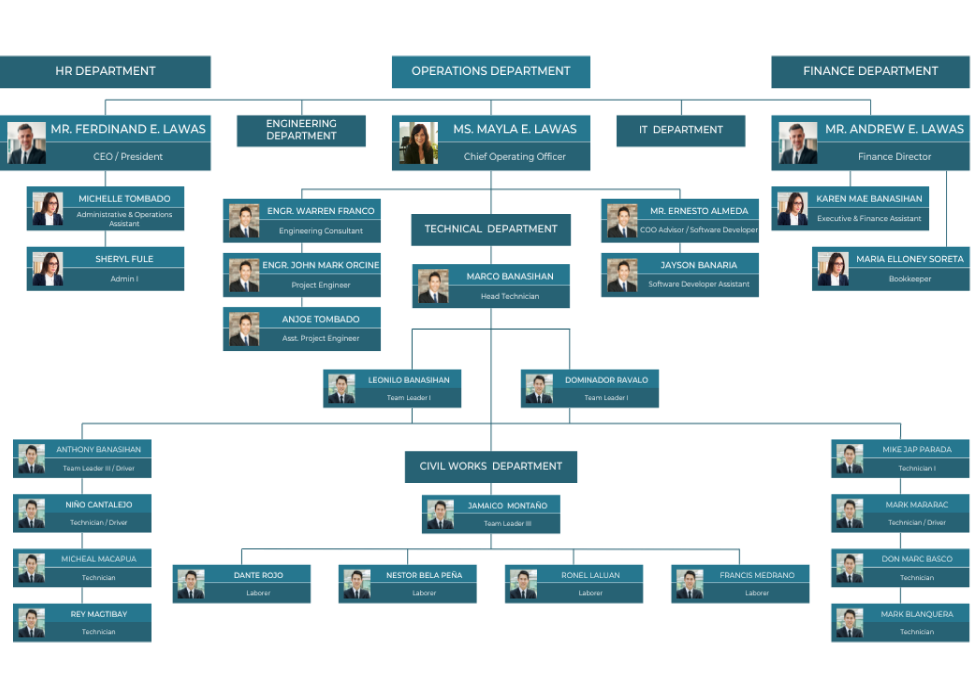 HR DEPARTMENT
OPERATIONS DEPARTMENT
FINANCE DEPARTMENT
MR. FERDINAND E. LAWAS
CEO / President
ENGINEERING
DEPARTMENT
MS. MAYLA E. LAWAS
Chief Operating Officer
IT DEPARTMENT
MR. ANDREW E. LAWAS
Finance Director
MICHELLE TOMBADO
Administrative & Operations
Assistant
SHERYL FULE
Admin I
ENGR. WARREN FRANCO
Engineering Consultant
ENGR. JOHN MARK ORCINE
Project Engineer
ANJOE TOMBADO
Asst. Project Engineer
TECHNICAL DEPARTMENT
MARCO BANASIHAN
Head Technician
MR. ERNESTO ALMEDA
COO Advisor / Software Developer
JAYSON BANARIA
Software Developer Assistant
KAREN MAE BANASIHAN
Executive & Finance Assistant
MARIA ELLONEY SORETA
Bookkeeper
LEONILO BANASIHAN
Team Leader I
DOMINADOR RAVALO
Team Leader I
ANTHONY BANASIHAN
Team Leader III / Driver
NIÑO CANTALEJO
Technician / Driver
MICHEAL MACAPUA
Technician
REY MAGTIBAY
Technician
CIVIL WORKS DEPARTMENT
JAMAICO MONTAÑO
Team Leader III
DANTE ROJO
Laborer
NESTOR BELA PEÑA
Laborer
RONEL LALUAN
Laborer
FRANCIS MEDRANO
Laborer
MIKE JAP PARADA
Technician I
MARK MARARAC
Technician / Driver
DON MARC BASCO
Technician
MARK BLANQUERA
Technician